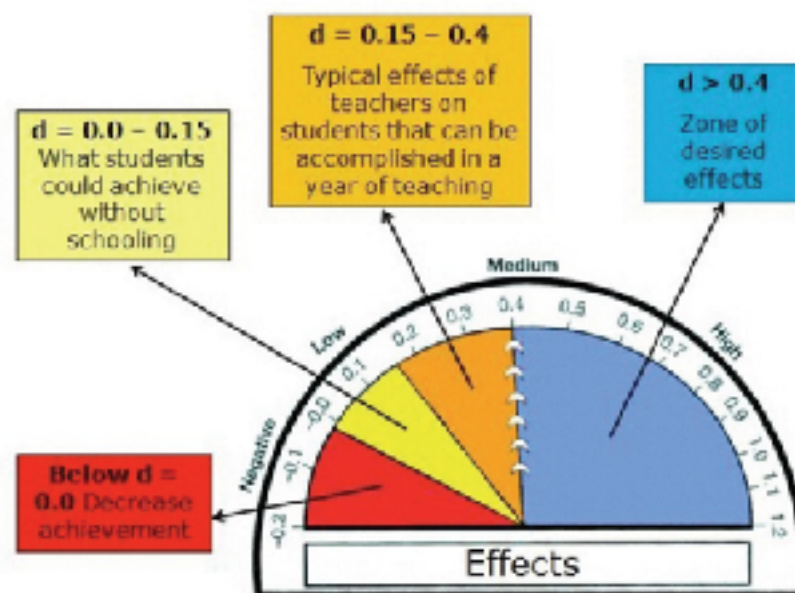 d = 0.15 – 0.4
Typical effects of
teachers on
students that can be
accomplished in a
year of teaching
d > 0.4
Zone of
desired
effects
d = 0.0 – 0.15
What students
could achieve
without
schooling
Medium
Low
High
Negative
-0.2
-0.1
-0.0
0.1
0.2
0.3
0.4
0.5
0.6
0.7
0.8
0.9
1.0
1.1
1.2
Below d =
0.0 Decrease
achievement
Effects